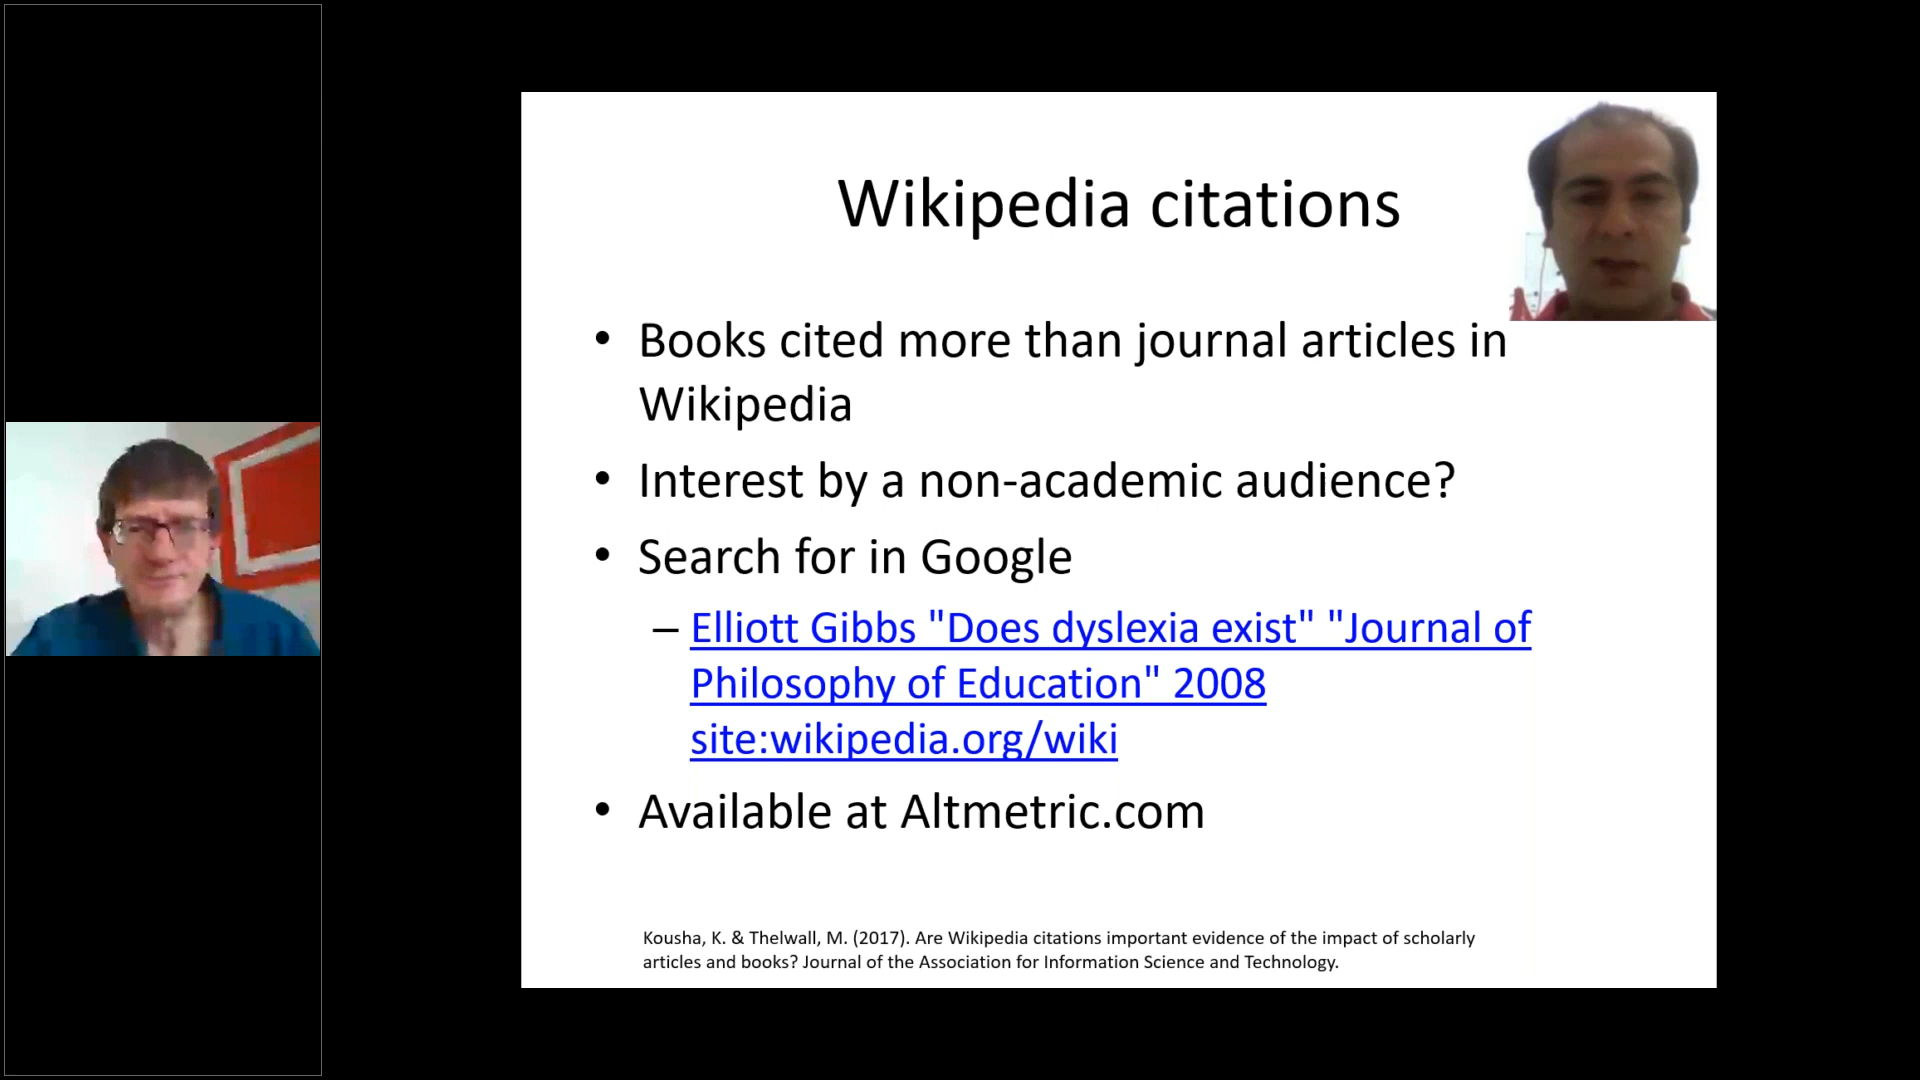 Wikipedia citations
• Books cited more than journal articles in
Wikipedia
• Interest by a non-academic audience?
• Search for in Google
– Elliott Gibbs "Does dyslexia exist" "Journal of
Philosophy of Education" 2008
site:wikipedia.org/wiki
• Available at Altmetric.com
Kousha, K. & Thelwall, M. (2017). Are Wikipedia citations important evidence of the impact of scholarly
articles and books? Journal of the Association for Information Science and Technology.